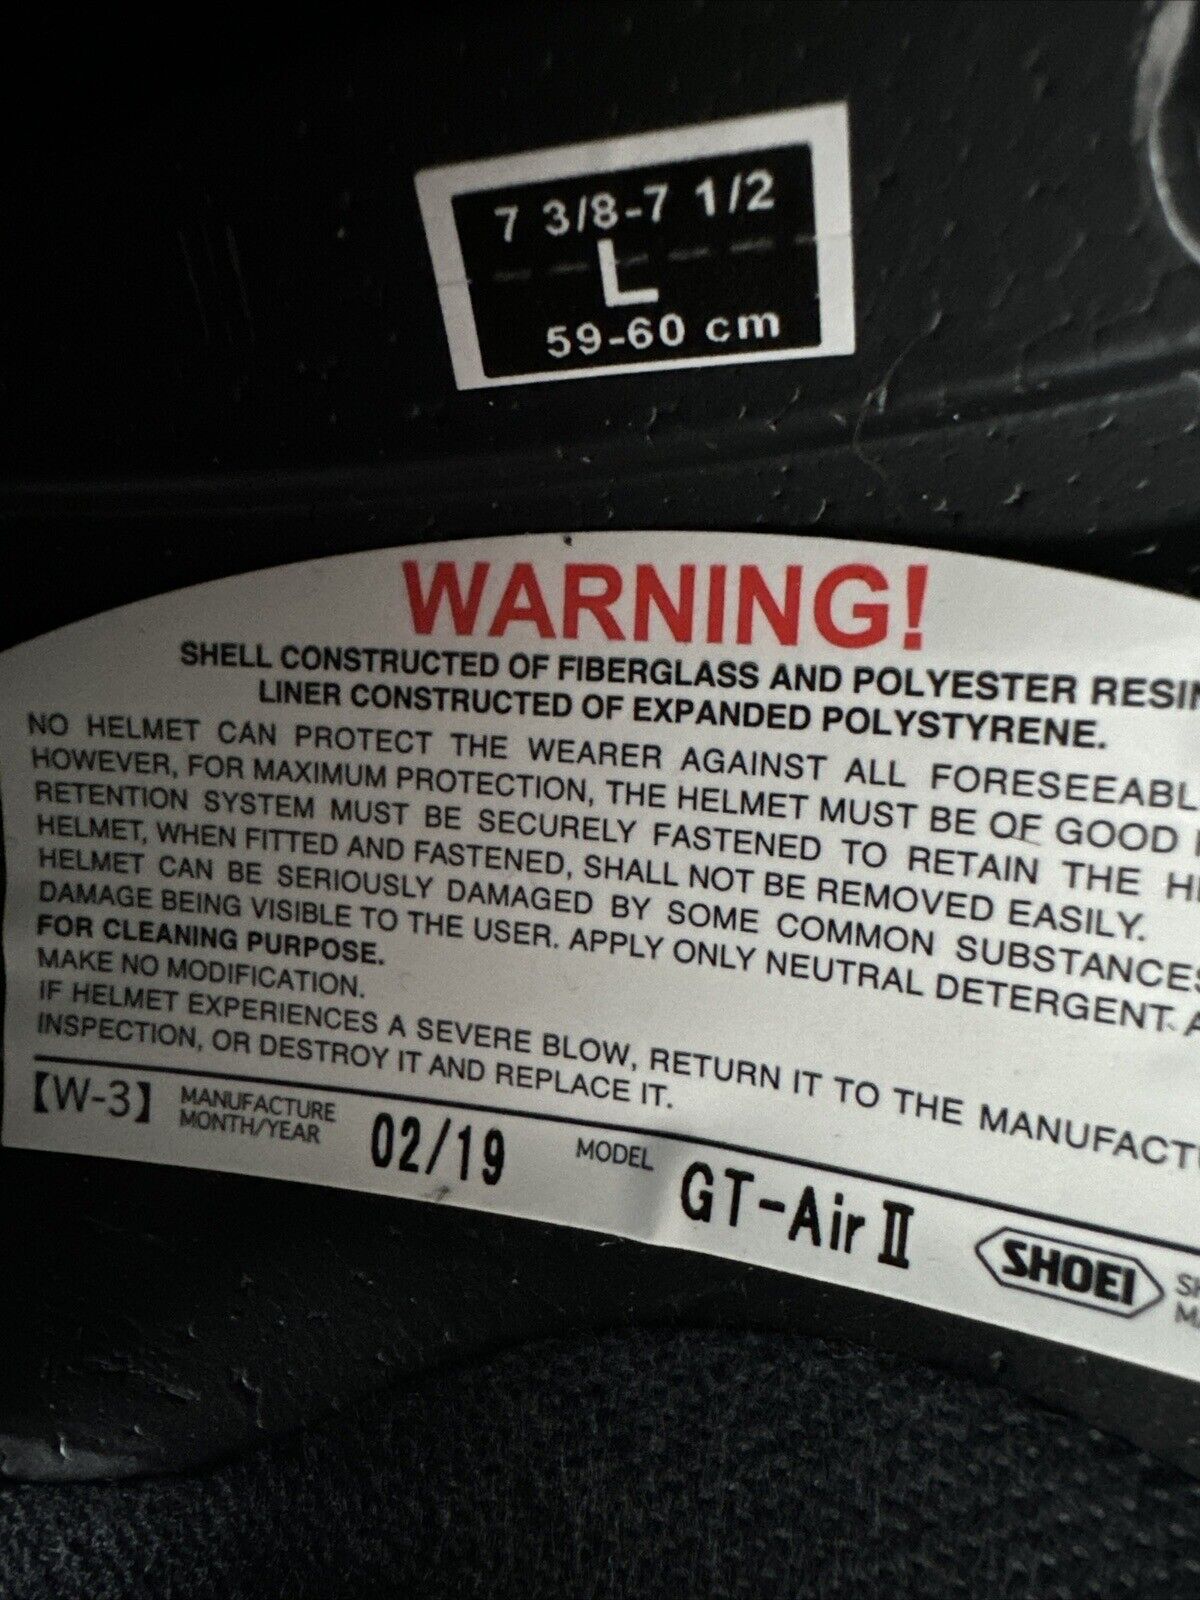 7 3/8-7 1/2
L
59-60 cm
WARNING!
SHELL CONSTRUCTED OF FIBERGLASS AND POLYESTER RESI
LINER CONSTRUCTED OF EXPANDED POLYSTYRENE.
NO HELMET CAN PROTECT THE WEARER AGAINST ALL FORESEEABL
HOWEVER, FOR MAXIMUM PROTECTION, THE HELMET MUST BE OF GOOD
RETENTION SYSTEM MUST BE SECURELY FASTENED TO RETAIN THE H
HELMET, WHEN FITTED AND FASTENED, SHALL NOT BE REMOVED EASILY.
HELMET CAN BE SERIOUSLY DAMAGED BY SOME COMMON SUBSTANCES
DAMAGE BEING VISIBLE TO THE USER. APPLY ONLY NEUTRAL DETERGENT A
FOR CLEANING PURPOSE.
MAKE NO MODIFICATION.
IF HELMET EXPERIENCES A SEVERE BLOW, RETURN IT TO THE MANUFACT
INSPECTION, OR DESTROY IT AND REPLACE IT.
【W-3】 MANUFACTURE MONTH/YEAR 02/19 MODEL GT-Air II SHOEI